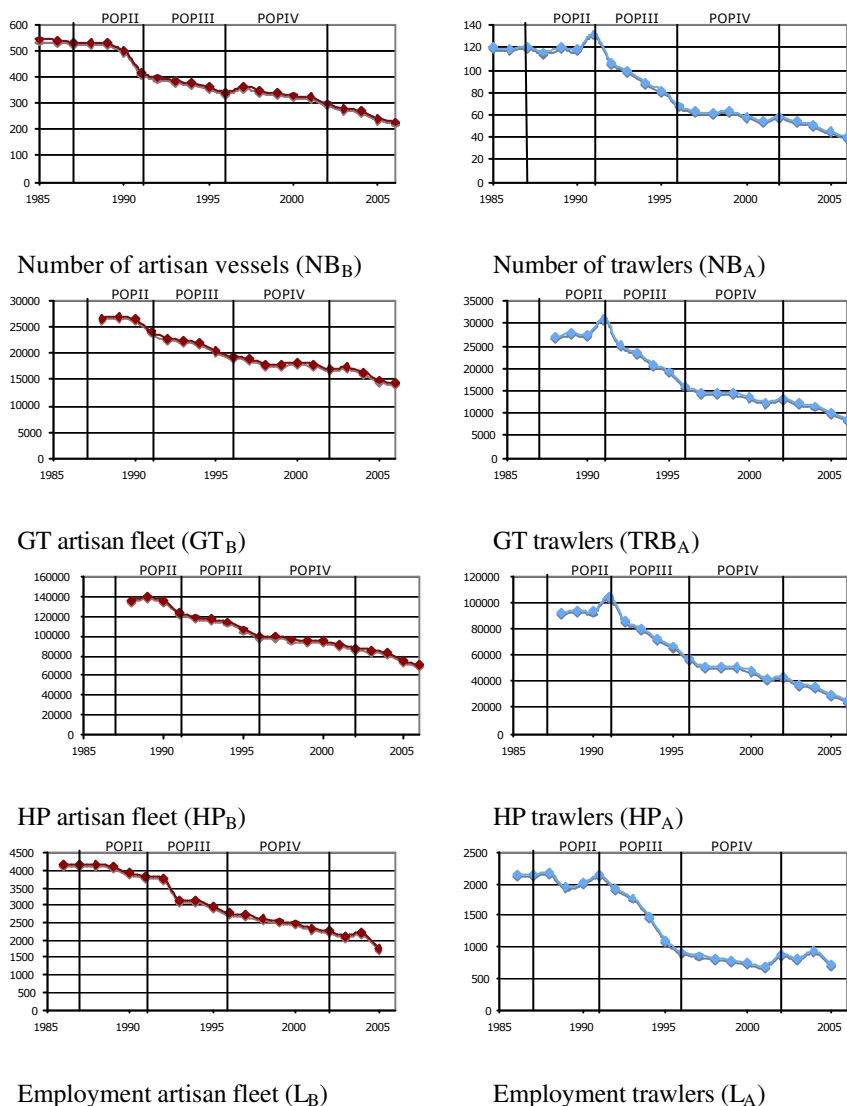 POPII POPIII POPIV
600
500
400
300
200
100
0
1985 1990 1995 2000 2005
Number of artisan vessels (NB_B)
POPII POPIII POPIV
140
120
100
80
60
40
20
0
1985 1990 1995 2000 2005
Number of trawlers (NB_A)
POPII POPIII POPIV
30000
25000
20000
15000
10000
5000
0
1985 1990 1995 2000 2005
GT artisan fleet (GT_B)
POPII POPIII POPIV
35000
30000
25000
20000
15000
10000
5000
0
1985 1990 1995 2000 2005
GT trawlers (TRB_A)
POPII POPIII POPIV
160000
140000
120000
100000
80000
60000
40000
20000
0
1985 1990 1995 2000 2005
HP artisan fleet (HP_B)
POPII POPIII POPIV
120000
100000
80000
60000
40000
20000
0
1985 1990 1995 2000 2005
HP trawlers (HP_A)
POPII POPIII POPIV
4500
4000
3500
3000
2500
2000
1500
1000
500
0
1985 1990 1995 2000 2005
Employment artisan fleet (L_B)
POPII POPIII POPIV
2500
2000
1500
1000
500
0
1985 1990 1995 2000 2005
Employment trawlers (L_A)